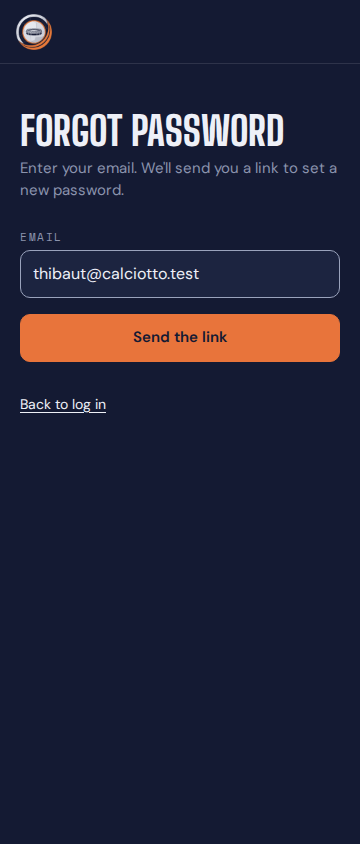 FORGOT PASSWORD
Enter your email. We'll send you a link to set a
new password.
EMAIL
thibaut@calciotto.test
Send the link
Back to log in